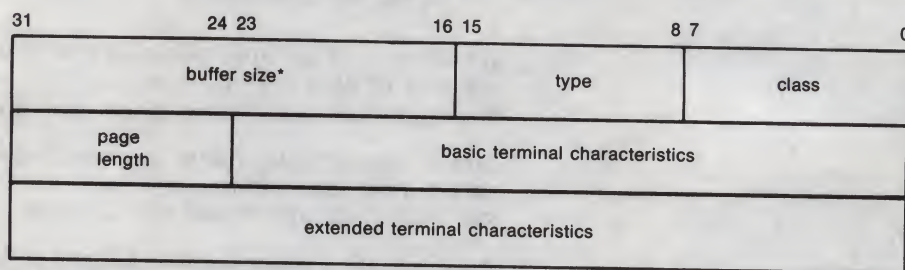 31 24 23 16 15 8 7 0
buffer size* type class
page
length
basic terminal characteristics
extended terminal characteristics